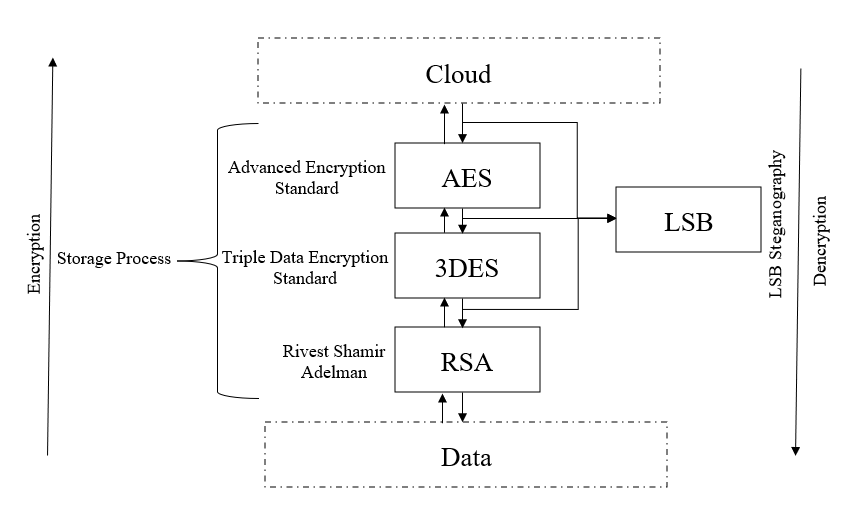 Cloud
Advanced Encryption
Standard
AES
LSB
Encryption
Storage Process
Triple Data Encryption
Standard
3DES
LSB Steganography
Dencryption
Rivest Shamir
Adelman
RSA
Data